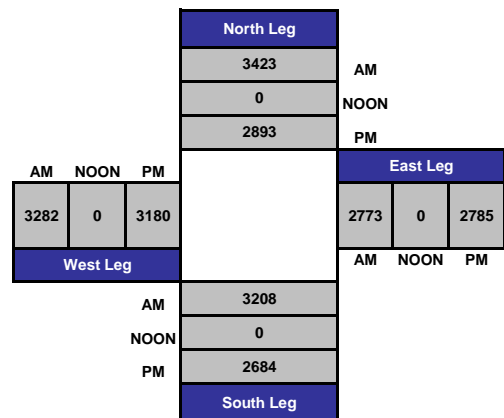 North Leg
3423 AM
0 NOON
2893 PM
AM NOON PM
East Leg
3282 0 3180
2773 0 2785
West Leg
AM NOON PM
AM 3208
NOON 0
PM 2684
South Leg